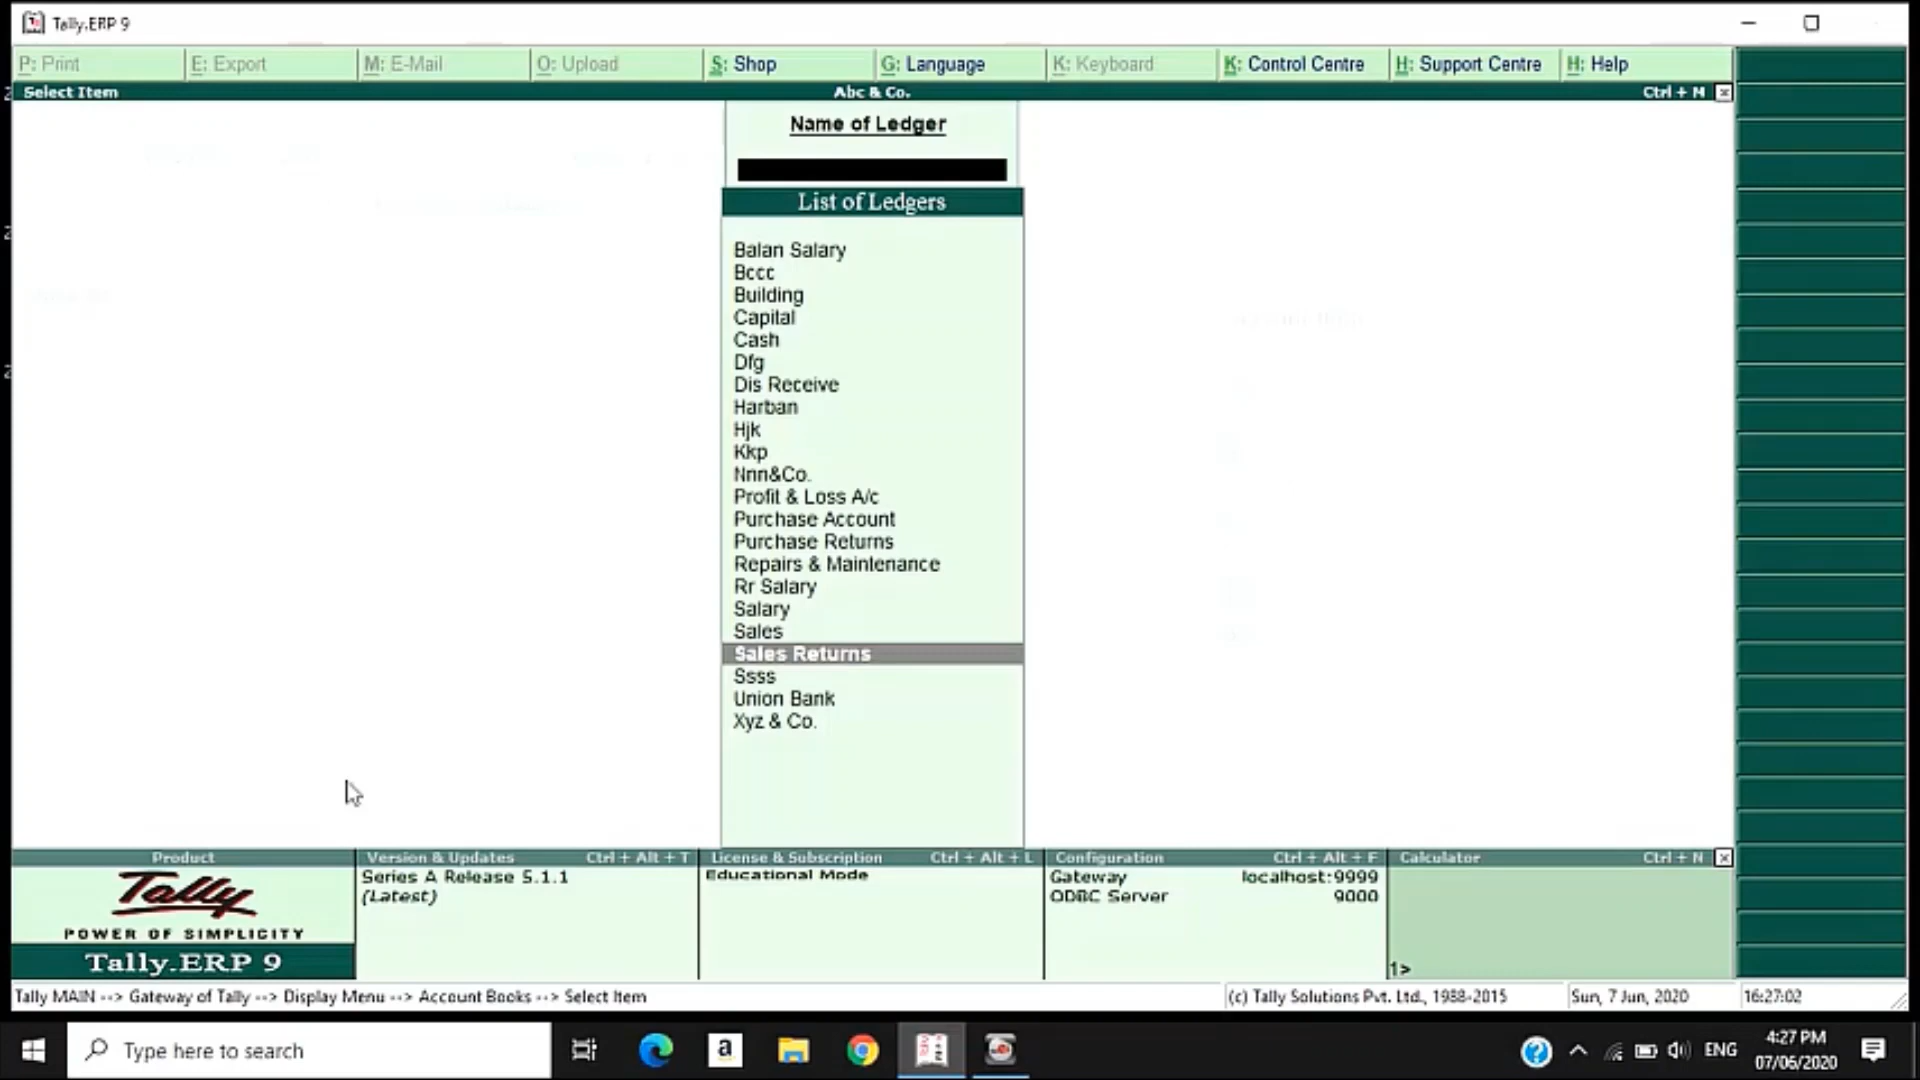 Tally.ERP 9
P: Print E: Export M: E-Mail O: Upload S: Shop G: Language K: Keyboard K: Control Centre H: Support Centre H: Help
Select Item Abc & Co. Ctrl + M
Name of Ledger
List of Ledgers
Balan Salary
Bccc
Building
Capital
Cash
Dfg
Dis Receive
Harban
Hjk
Kkp
Nnn&Co.
Profit & Loss A/c
Purchase Account
Purchase Returns
Repairs & Maintenance
Rr Salary
Salary
Sales
Sales Returns
Ssss
Union Bank
Xyz & Co.
Product Version & Updates Ctrl + Alt + T License & Subscription Ctrl + Alt + L Configuration Ctrl + Alt + F Calculator Ctrl + N
Tally
POWER OF SIMPLICITY
Tally.ERP 9
Series A Release 5.1.1
(Latest)
Educational Mode
Gateway localhost:9999
ODBC Server 9000
1>
Tally MAIN --> Gateway of Tally --> Display Menu --> Account Books --> Select Item (c) Tally Solutions Pvt. Ltd., 1988-2015 Sun, 7 Jun, 2020 16:27:02
Type here to search
a
ENG
4:27 PM
07/06/2020